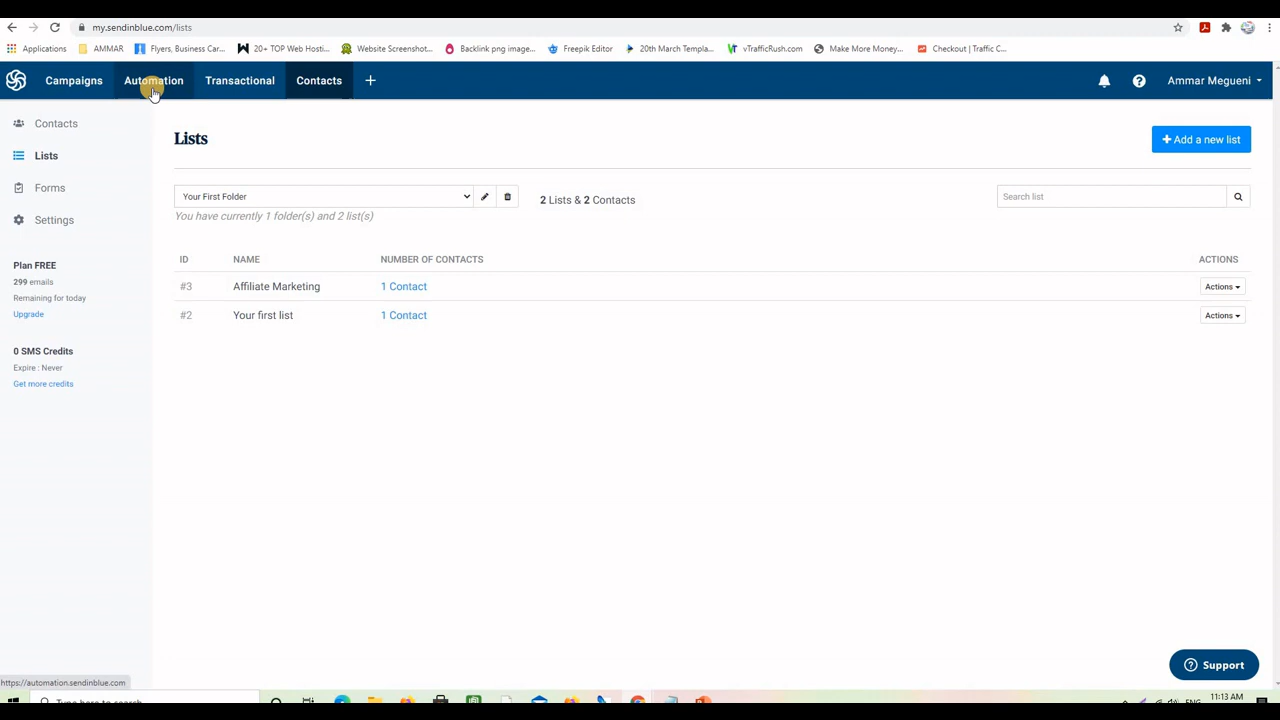 my.sendinblue.com/lists
Applications
AMMAR
Flyers, Business Car...
20+ TOP Web Hosti...
Website Screenshot...
Backlink png image...
Freepik Editor
20th March Templa...
vTrafficRush.com
Make More Money...
Checkout | Traffic C...
Campaigns
Automation
Transactional
Contacts
Ammar Megueni
Contacts
Lists
Forms
Settings
Plan FREE
299 emails
Remaining for today
Upgrade
0 SMS Credits
Expire : Never
Get more credits
Lists
+ Add a new list
Your First Folder
2 Lists & 2 Contacts
Search list
You have currently 1 folder(s) and 2 list(s)
ID NAME NUMBER OF CONTACTS ACTIONS
#3 Affiliate Marketing 1 Contact Actions
#2 Your first list 1 Contact Actions
Support
https://automation.sendinblue.com
Type here to search
ENG
11:13 AM